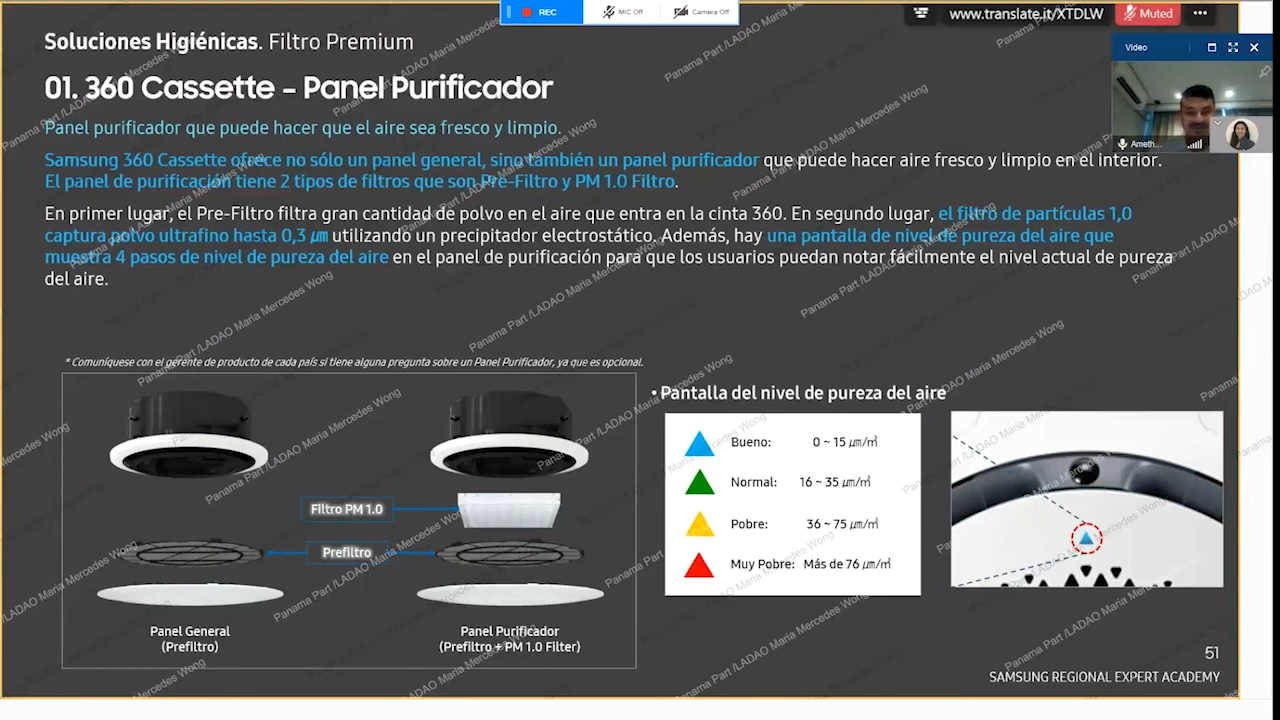 REC
MIC Off
Camera Off
www.translate.it/XTDLW
Muted
Video
Ameth...
Soluciones Higiénicas. Filtro Premium
01. 360 Cassette - Panel Purificador
Panel purificador que puede hacer que el aire sea fresco y limpio.
Samsung 360 Cassette ofrece no sólo un panel general, sino también un panel purificador que puede hacer aire fresco y limpio en el interior.
El panel de purificación tiene 2 tipos de filtros que son Pre-Filtro y PM 1.0 Filtro.
En primer lugar, el Pre-Filtro filtra gran cantidad de polvo en el aire que entra en la cinta 360. En segundo lugar, el filtro de partículas 1,0
captura polvo ultrafino hasta 0,3 ㎛ utilizando un precipitador electrostático. Además, hay una pantalla de nivel de pureza del aire que
muestra 4 pasos de nivel de pureza del aire en el panel de purificación para que los usuarios puedan notar fácilmente el nivel actual de pureza
del aire.
* Comuníquese con el gerente de producto de cada país si tiene alguna pregunta sobre un Panel Purificador, ya que es opcional.
Filtro PM 1.0
Prefiltro
Panel General
(Prefiltro)
Panel Purificador
(Prefiltro + PM 1.0 Filter)
• Pantalla del nivel de pureza del aire
Bueno: 0 ~ 15 ㎛/㎥
Normal: 16 ~ 35 ㎛/㎥
Pobre: 36 ~ 75 ㎛/㎥
Muy Pobre: Más de 76 ㎛/㎥
51
SAMSUNG REGIONAL EXPERT ACADEMY
Panama Part /LADAO Maria Mercedes Wong